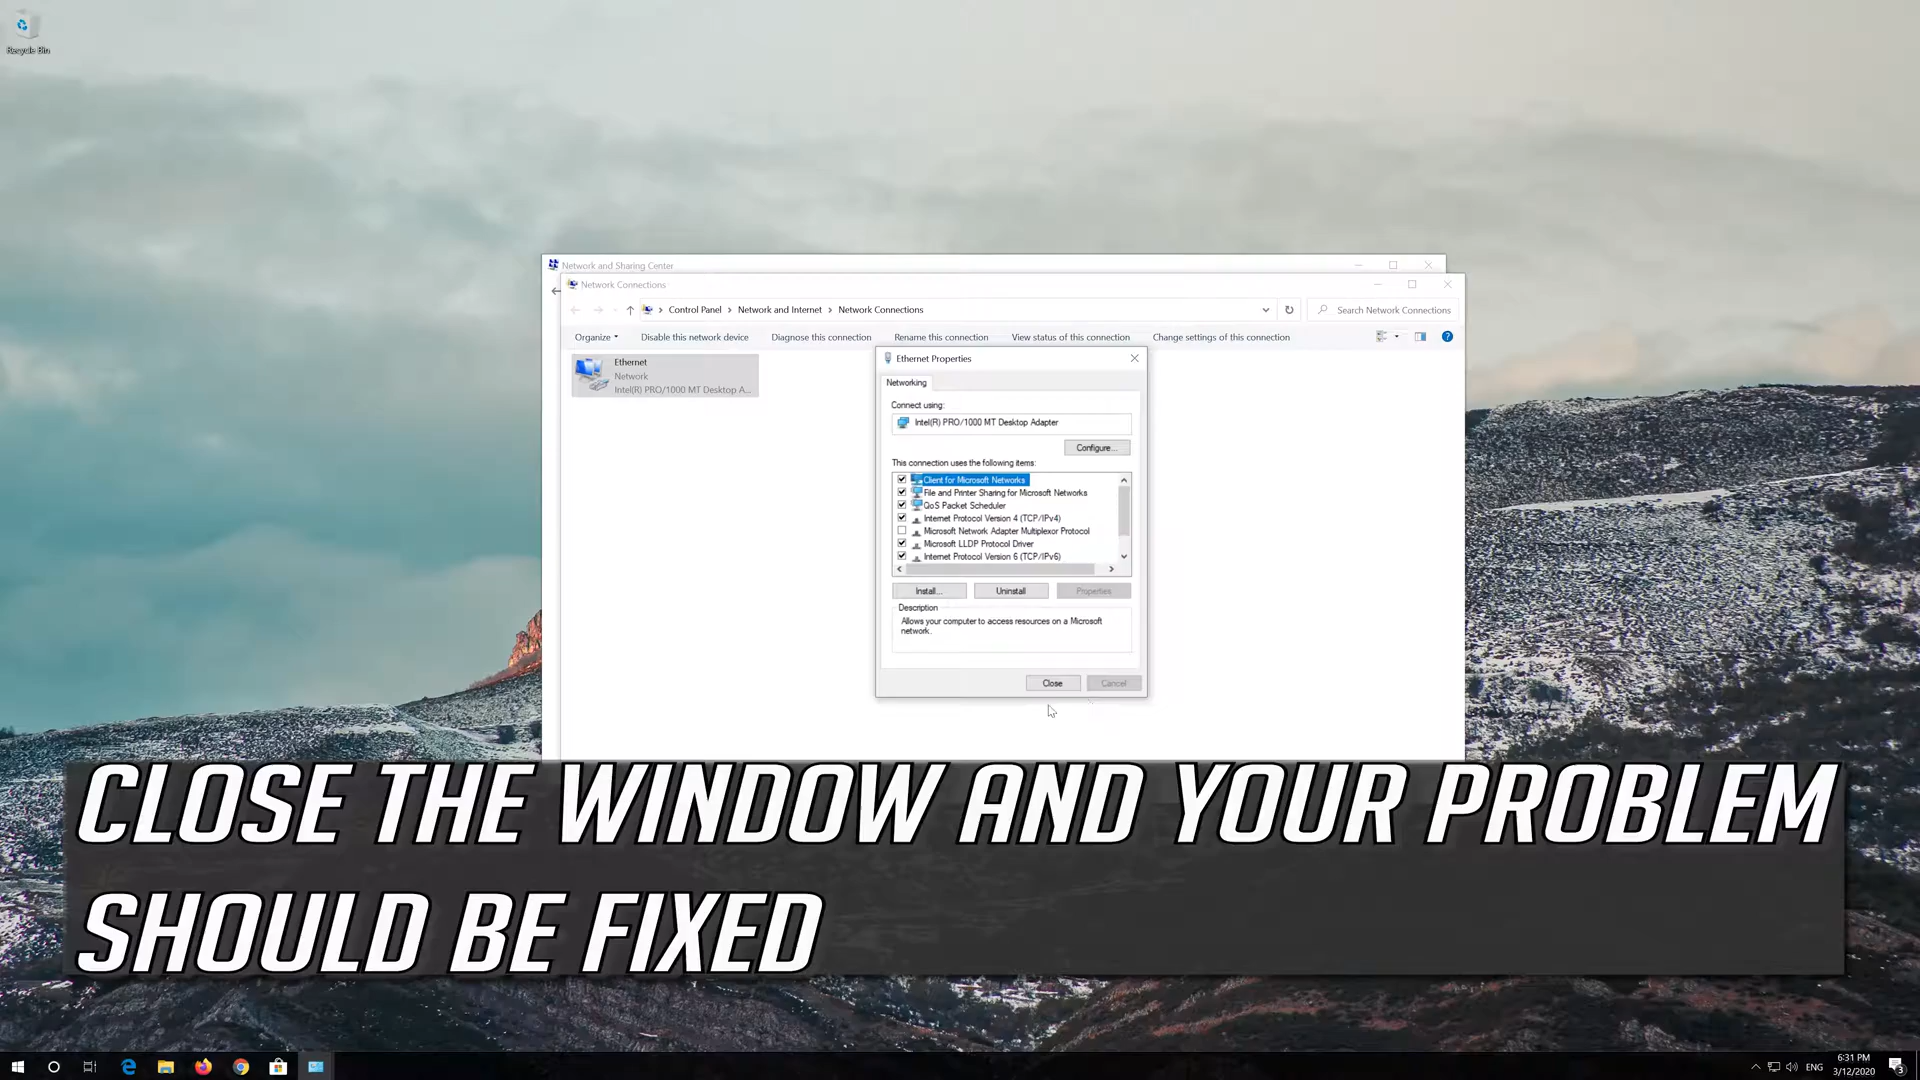 Recycle Bin
Network and Sharing Center
Network Connections
Control Panel > Network and Internet > Network Connections
Search Network Connections
Organize
Disable this network device
Diagnose this connection
Rename this connection
View status of this connection
Change settings of this connection
Ethernet
Network
Intel(R) PRO/1000 MT Desktop A...
Ethernet Properties
Networking
Connect using:
Intel(R) PRO/1000 MT Desktop Adapter
Configure...
This connection uses the following items:
Client for Microsoft Networks
File and Printer Sharing for Microsoft Networks
QoS Packet Scheduler
Internet Protocol Version 4 (TCP/IPv4)
Microsoft Network Adapter Multiplexor Protocol
Microsoft LLDP Protocol Driver
Internet Protocol Version 6 (TCP/IPv6)
Install...
Uninstall
Properties
Description
Allows your computer to access resources on a Microsoft
network.
Close
Cancel
CLOSE THE WINDOW AND YOUR PROBLEM
SHOULD BE FIXED
ENG
6:31 PM
3/12/2020
3